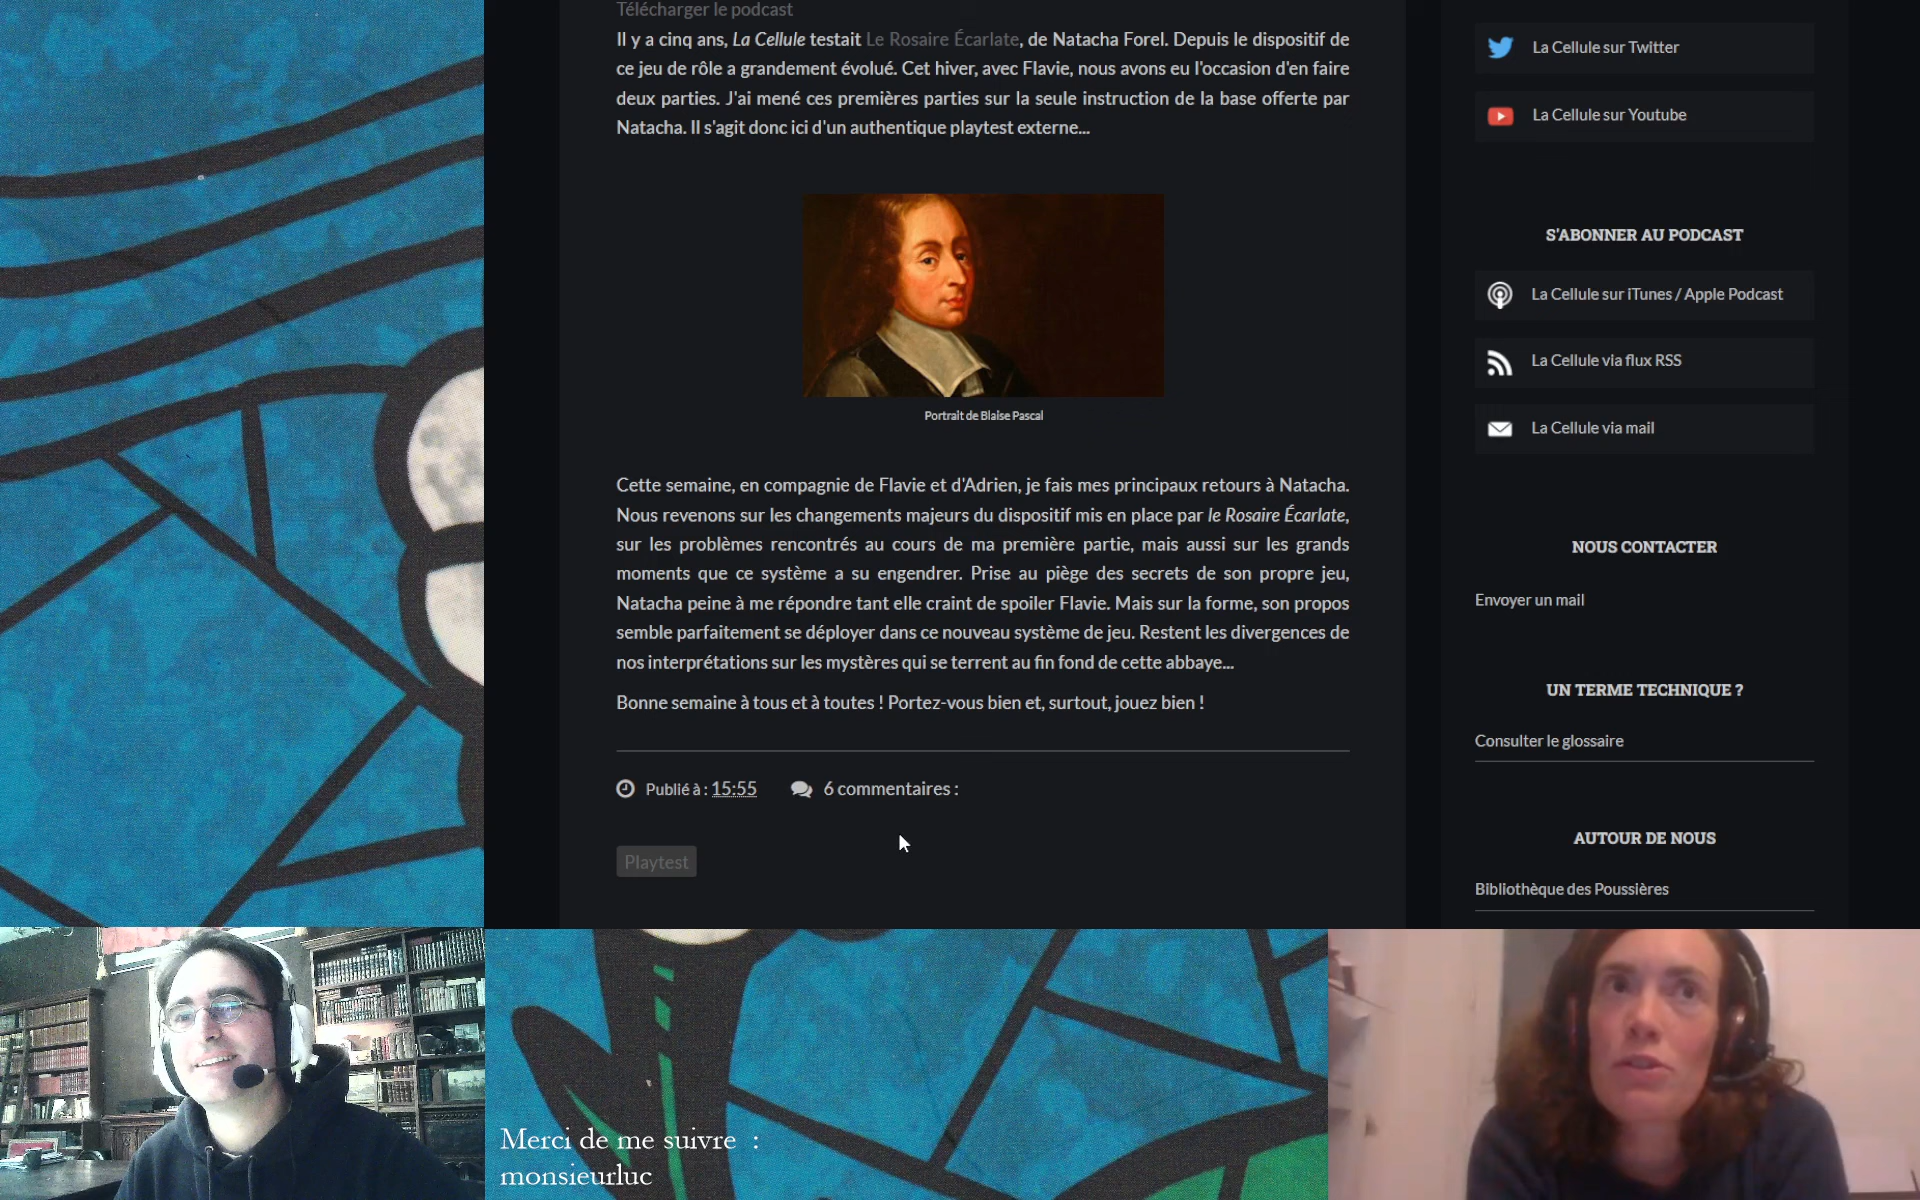 Télécharger le podcast
Il y a cinq ans, La Cellule testait Le Rosaire Écarlate, de Natacha Forel. Depuis le dispositif de
ce jeu de rôle a grandement évolué. Cet hiver, avec Flavie, nous avons eu l'occasion d'en faire
deux parties. J'ai mené ces premières parties sur la seule instruction de la base offerte par
Natacha. Il s'agit donc ici d'un authentique playtest externe...
Portrait de Blaise Pascal
Cette semaine, en compagnie de Flavie et d'Adrien, je fais mes principaux retours à Natacha.
Nous revenons sur les changements majeurs du dispositif mis en place par le Rosaire Écarlate,
sur les problèmes rencontrés au cours de ma première partie, mais aussi sur les grands
moments que ce système a su engendrer. Prise au piège des secrets de son propre jeu,
Natacha peine à me répondre tant elle craint de spoiler Flavie. Mais sur la forme, son propos
semble parfaitement se déployer dans ce nouveau système de jeu. Restent les divergences de
nos interprétations sur les mystères qui se terrent au fin fond de cette abbaye...
Bonne semaine à tous et à toutes ! Portez-vous bien et, surtout, jouez bien !
Publié à : 15:55 6 commentaires :
Playtest
La Cellule sur Twitter
La Cellule sur Youtube
S'ABONNER AU PODCAST
La Cellule sur iTunes / Apple Podcast
La Cellule via flux RSS
La Cellule via mail
NOUS CONTACTER
Envoyer un mail
UN TERME TECHNIQUE ?
Consulter le glossaire
AUTOUR DE NOUS
Bibliothèque des Poussières
Merci de me suivre :
monsieurluc